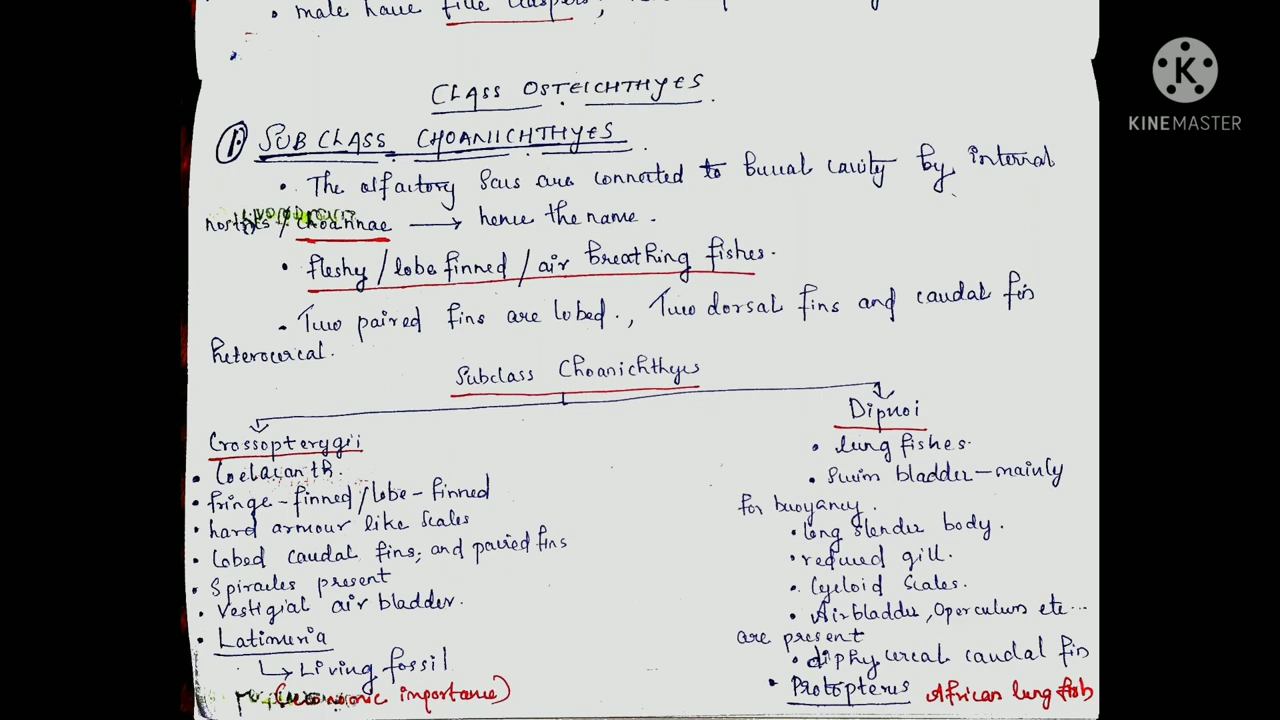 male have
KINEMASTER
CLASS OSTEICHTHYES
1. SUB CLASS CHOANICHTHYES
• The olfactory Sacs are connected to buccal cavity by internal
nostrils / Choannae → hence the name.
• fleshy / lobe finned / air breathing fishes.
• Two paired fins are lobed., Two dorsal fins and caudal fin
heterocercal.
Subclass Choanichthyes
Crossopterygii
• Coelacanth.
• fringe-finned/lobe-finned
• hard armour like scales
• Lobed caudal fins; and paired fins
• Spiracles present
• Vestigial air bladder.
• Latimeria
↳ Living fossil
(economic importance)
Dipnoi
• lung fishes.
• Swim bladder – mainly
for buoyancy.
• long slender body.
• reduced gill.
• Cycloid Scales.
• Airbladder, Operculum etc...
are present
• diphycercal caudal fin
• Protopterus African lung fish